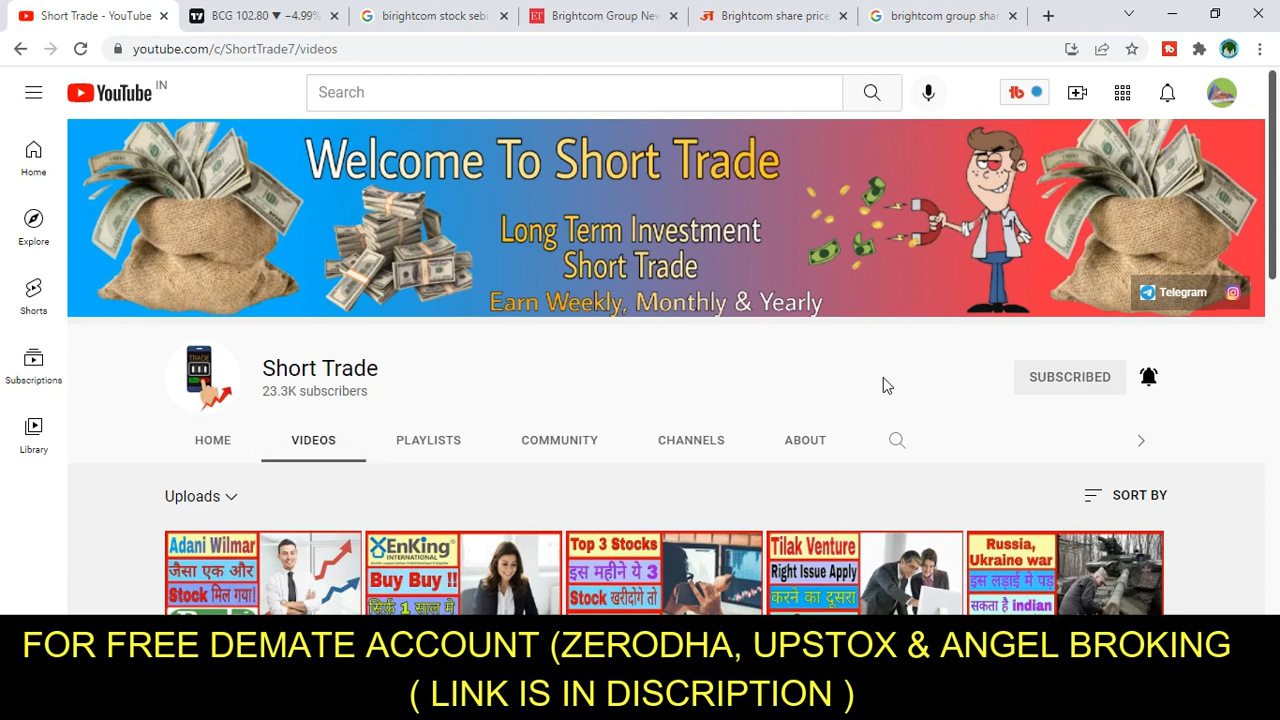 Short Trade - YouTube
BCG 102.80 ▼ −4.99%
birightcom stock sebi
Brightcom Group New
Brightcom share price
brightcom group shar
youtube.com/c/ShortTrade7/videos
YouTube IN
Search
Home
Explore
Shorts
Subscriptions
Library
Welcome To Short Trade
Long Term Investment
Short Trade
Earn Weekly, Monthly & Yearly
Telegram
TRADE
Short Trade
23.3K subscribers
SUBSCRIBED
HOME
VIDEOS
PLAYLISTS
COMMUNITY
CHANNELS
ABOUT
Uploads
SORT BY
Adani Wilmar
जैसा एक और
Stock मिल गया!
EnKing
INTERNATIONAL
Buy Buy !!
सिर्फ 1 साल मे
Top 3 Stocks
इस महीने ये 3
Stock खरीदोगे तो
Tilak Venture
Right Issue Apply
करने का दूसरा
Russia,
Ukraine war
इस लड़ाई मे पड़
सकता है indian
FOR FREE DEMATE ACCOUNT (ZERODHA, UPSTOX & ANGEL BROKING
( LINK IS IN DISCRIPTION )